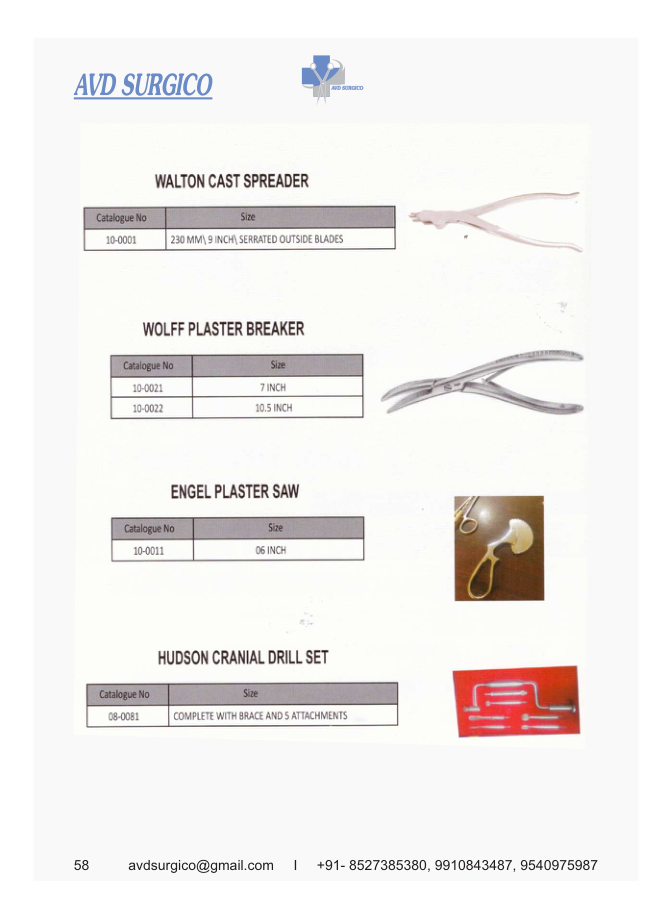 AVD SURGICO
AVD SURGICO
WALTON CAST SPREADER
Catalogue No Size
10-0001 230 MM\ 9 INCH\ SERRATED OUTSIDE BLADES
WOLFF PLASTER BREAKER
Catalogue No Size
10-0021 7 INCH
10-0022 10.5 INCH
ENGEL PLASTER SAW
Catalogue No Size
10-0011 06 INCH
HUDSON CRANIAL DRILL SET
Catalogue No Size
08-0081 COMPLETE WITH BRACE AND 5 ATTACHMENTS
58 avdsurgico@gmail.com I +91- 8527385380, 9910843487, 9540975987